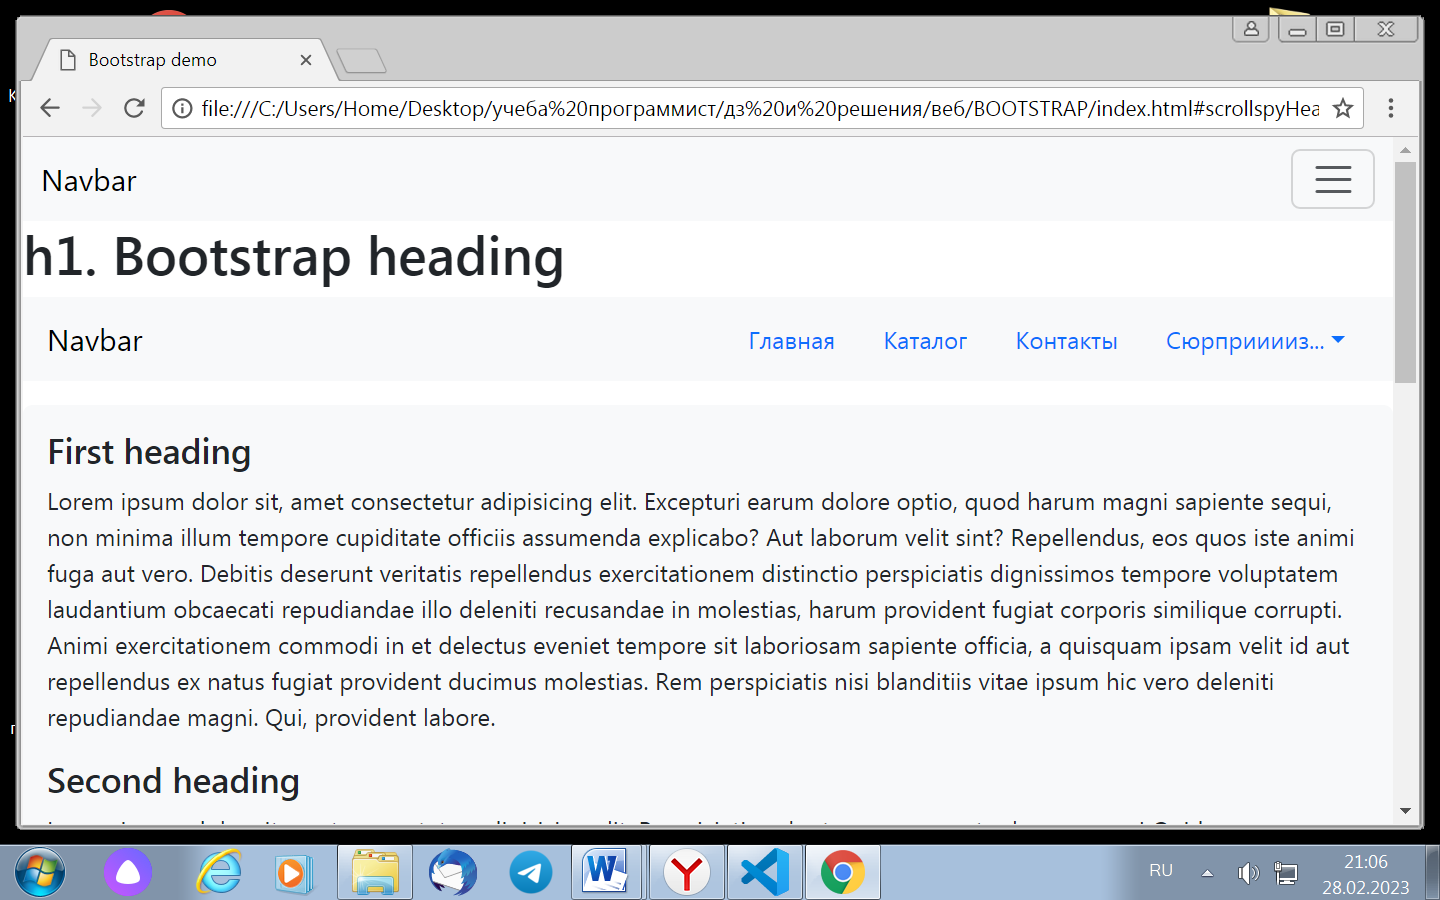 Bootstrap demo
file:///C:/Users/Home/Desktop/учеба%20программист/дз%20и%20решения/веб/BOOTSTRAP/index.html#scrollspyHea
Navbar
h1. Bootstrap heading
Navbar Главная Каталог Контакты Сюрприиииз...
First heading
Lorem ipsum dolor sit, amet consectetur adipisicing elit. Excepturi earum dolore optio, quod harum magni sapiente sequi,
non minima illum tempore cupiditate officiis assumenda explicabo? Aut laborum velit sint? Repellendus, eos quos iste animi
fuga aut vero. Debitis deserunt veritatis repellendus exercitationem distinctio perspiciatis dignissimos tempore voluptatem
laudantium obcaecati repudiandae illo deleniti recusandae in molestias, harum provident fugiat corporis similique corrupti.
Animi exercitationem commodi in et delectus eveniet tempore sit laboriosam sapiente officia, a quisquam ipsam velit id aut
repellendus ex natus fugiat provident ducimus molestias. Rem perspiciatis nisi blanditiis vitae ipsum hic vero deleniti
repudiandae magni. Qui, provident labore.
Second heading
RU
21:06
28.02.2023